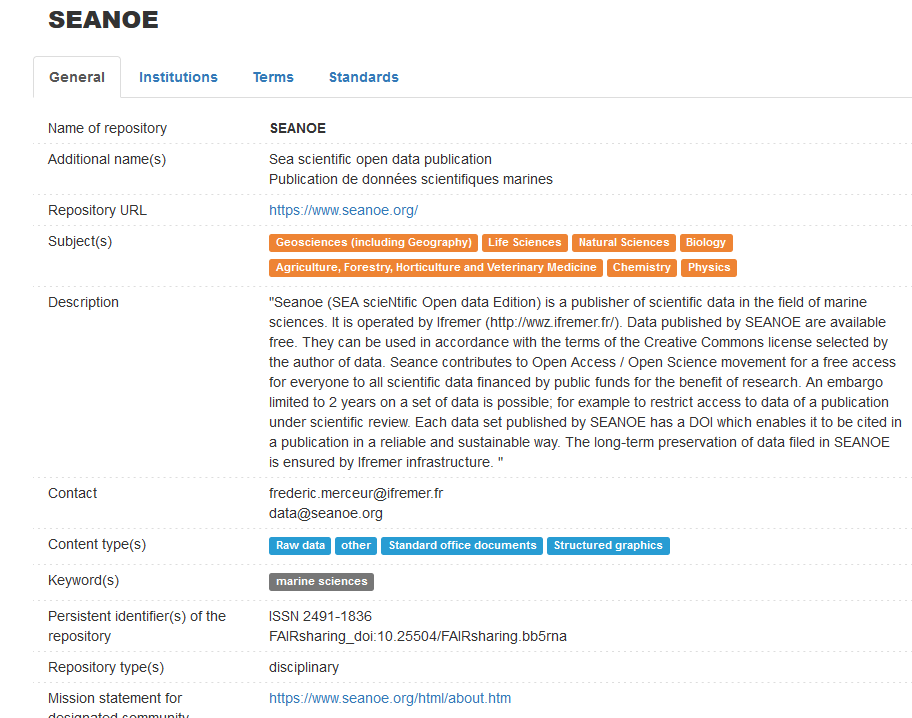 SEANOE
General Institutions Terms Standards
Name of repository SEANOE
Additional name(s) Sea scientific open data publication
Publication de données scientifiques marines
Repository URL https://www.seanoe.org/
Subject(s) Geosciences (including Geography) Life Sciences Natural Sciences Biology
Agriculture, Forestry, Horticulture and Veterinary Medicine Chemistry Physics
Description "Seanoe (SEA scieNtific Open data Edition) is a publisher of scientific data in the field of marine
sciences. It is operated by Ifremer (http://wwz.ifremer.fr/). Data published by SEANOE are available
free. They can be used in accordance with the terms of the Creative Commons license selected by
the author of data. Seance contributes to Open Access / Open Science movement for a free access
for everyone to all scientific data financed by public funds for the benefit of research. An embargo
limited to 2 years on a set of data is possible; for example to restrict access to data of a publication
under scientific review. Each data set published by SEANOE has a DOI which enables it to be cited in
a publication in a reliable and sustainable way. The long-term preservation of data filed in SEANOE
is ensured by Ifremer infrastructure. "
Contact frederic.merceur@ifremer.fr
data@seanoe.org
Content type(s) Raw data other Standard office documents Structured graphics
Keyword(s) marine sciences
Persistent identifier(s) of the ISSN 2491-1836
repository FAIRsharing_doi:10.25504/FAIRsharing.bb5rna
Repository type(s) disciplinary
Mission statement for https://www.seanoe.org/html/about.htm
designated community